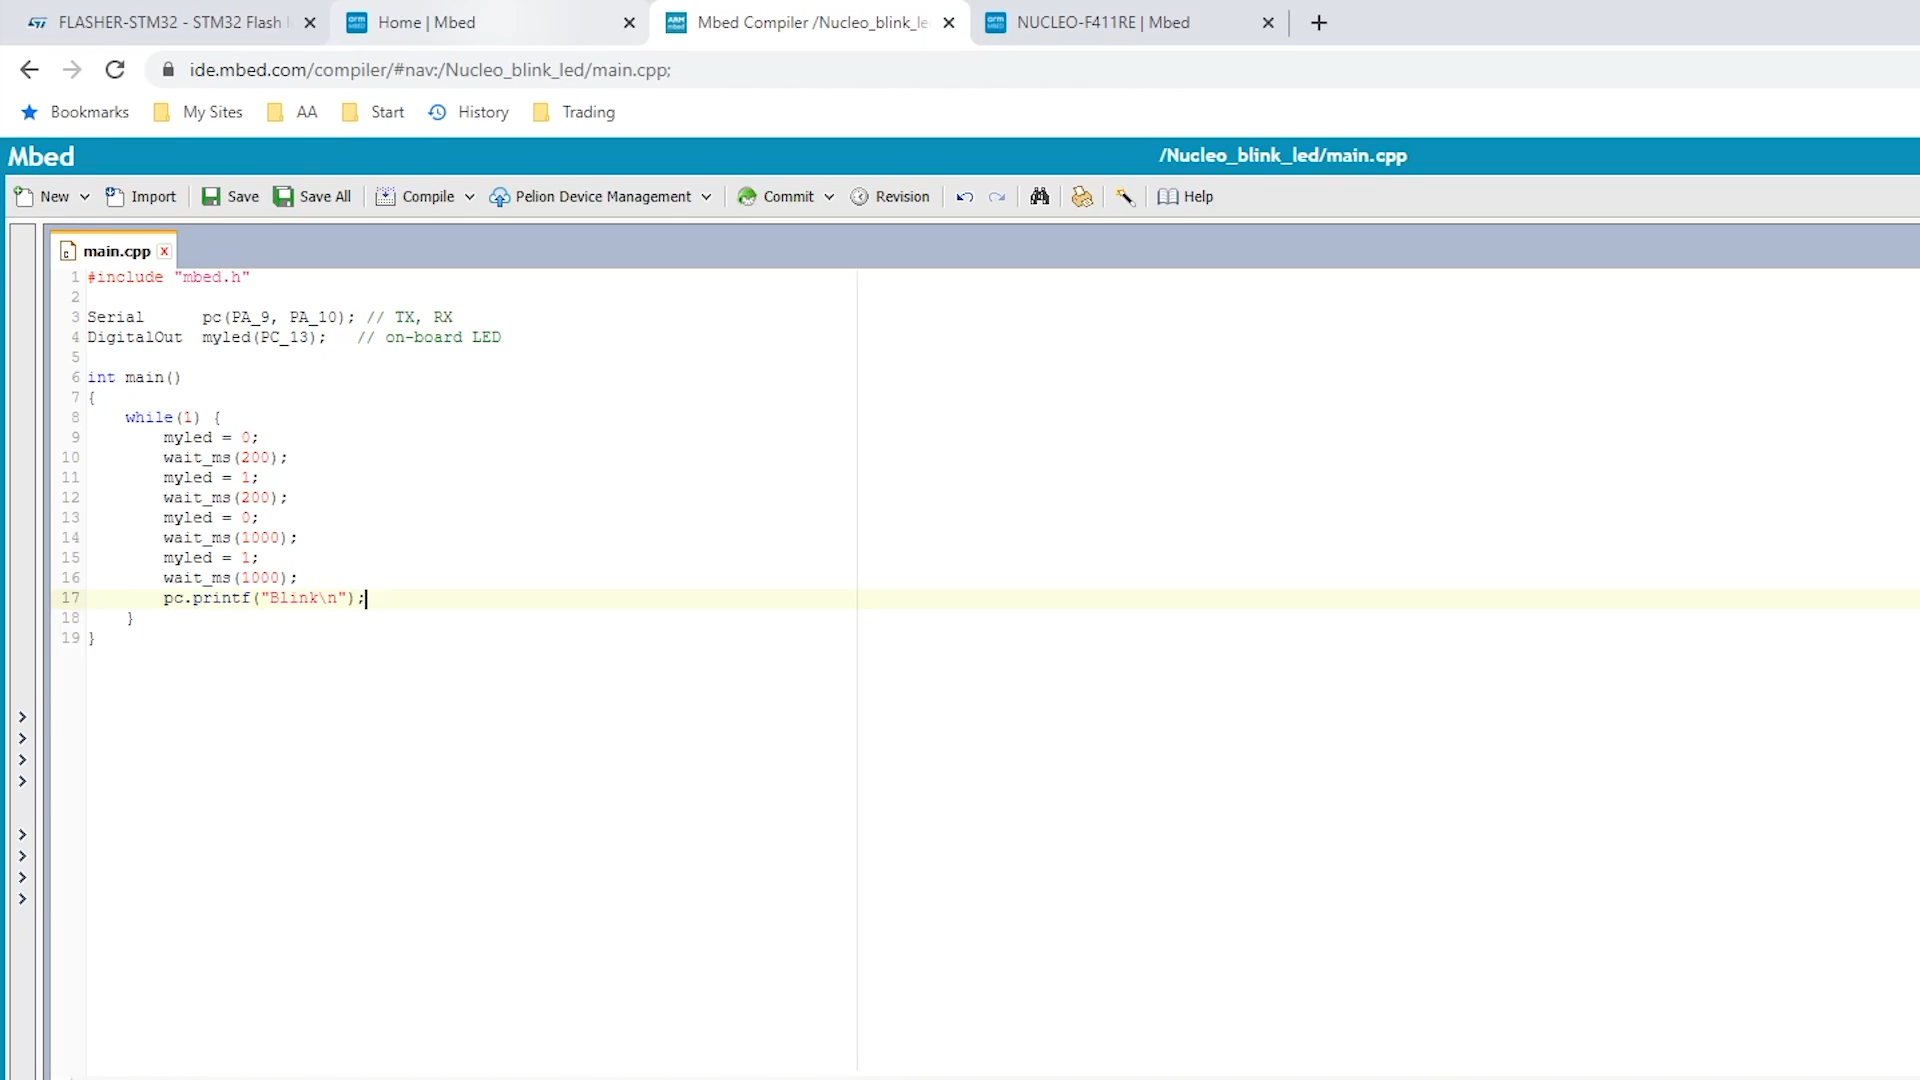 FLASHER-STM32 - STM32 Flash
Home | Mbed
Mbed Compiler /Nucleo_blink_le
NUCLEO-F411RE | Mbed
ide.mbed.com/compiler/#nav:/Nucleo_blink_led/main.cpp;
Bookmarks My Sites AA Start History Trading
Mbed
/Nucleo_blink_led/main.cpp
New Import Save Save All Compile Pelion Device Management Commit Revision Help
main.cpp
1 #include "mbed.h"
2
3 Serial      pc(PA_9, PA_10); // TX, RX
4 DigitalOut  myled(PC_13);   // on-board LED
5
6 int main()
7 {
8     while(1) {
9         myled = 0;
10         wait_ms(200);
11         myled = 1;
12         wait_ms(200);
13         myled = 0;
14         wait_ms(1000);
15         myled = 1;
16         wait_ms(1000);
17         pc.printf("Blink\n");
18     }
19 }